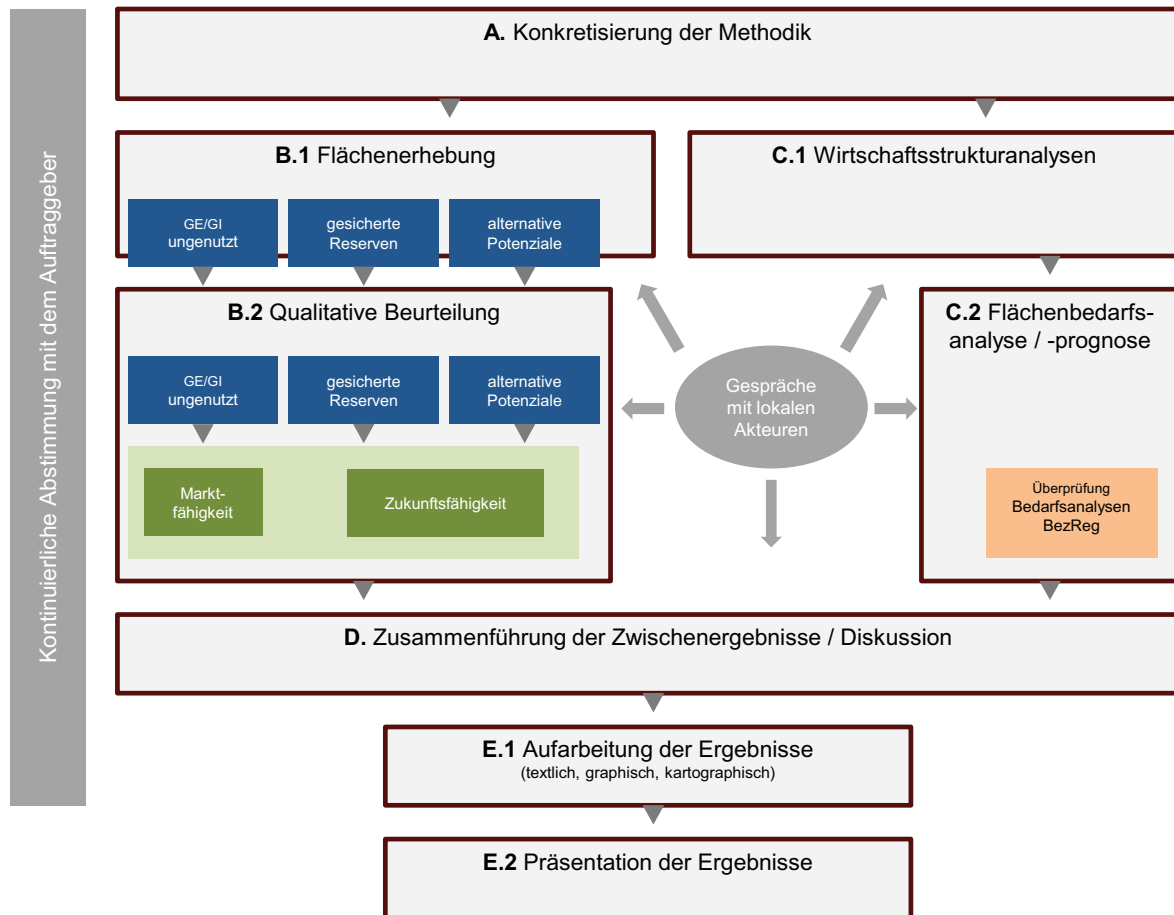 Kontinuierliche Abstimmung mit dem Auftraggeber
A. Konkretisierung der Methodik
B.1 Flächenerhebung
GE/GI
ungenutzt
gesicherte
Reserven
alternative
Potenziale
C.1 Wirtschaftsstrukturanalysen
B.2 Qualitative Beurteilung
GE/GI
ungenutzt
gesicherte
Reserven
alternative
Potenziale
Markt-
fähigkeit
Zukunftsfähigkeit
Gespräche
mit lokalen
Akteuren
C.2 Flächenbedarfs-
analyse / -prognose
Überprüfung
Bedarfsanalysen
BezReg
D. Zusammenführung der Zwischenergebnisse / Diskussion
E.1 Aufarbeitung der Ergebnisse
(textlich, graphisch, kartographisch)
E.2 Präsentation der Ergebnisse